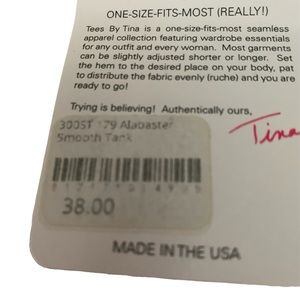 ONE-SIZE-FITS-MOST (REALLY!)
Tees By Tina is a one-size-fits-most seamless
apparel collection featuring wardrobe essentials
for any outfit and every woman. Most garments
can be slightly adjusted shorter or longer. Set
the hem to the desired place on your body, pat
to distribute the fabric evenly (ruche) and you are
ready to go!
Trying is believing! Authentically ours,
Tina
300ST 179 Alabaster
Smooth Tank
38.00
MADE IN THE USA